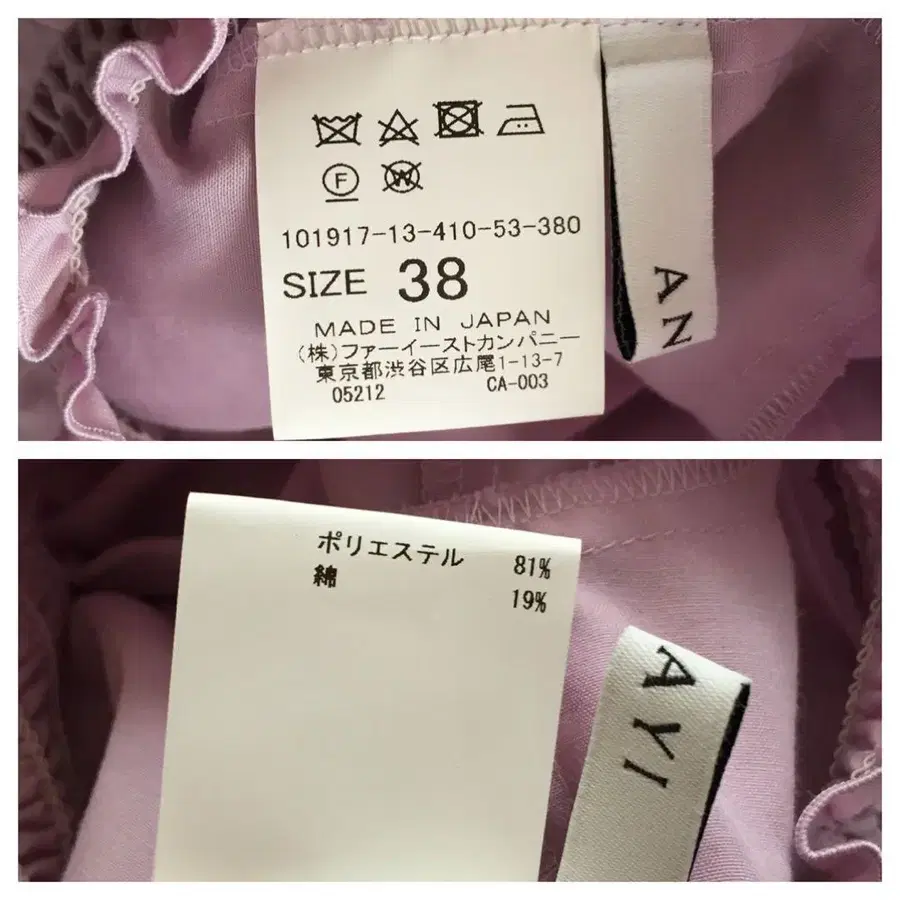 F
W
101917-13-410-53-380
SIZE 38
MADE IN JAPAN
(株)ファーイーストカンパニー
東京都渋谷区広尾1-13-7
05212 CA-003
AN
ポリエステル 81%
綿 19%
AYI